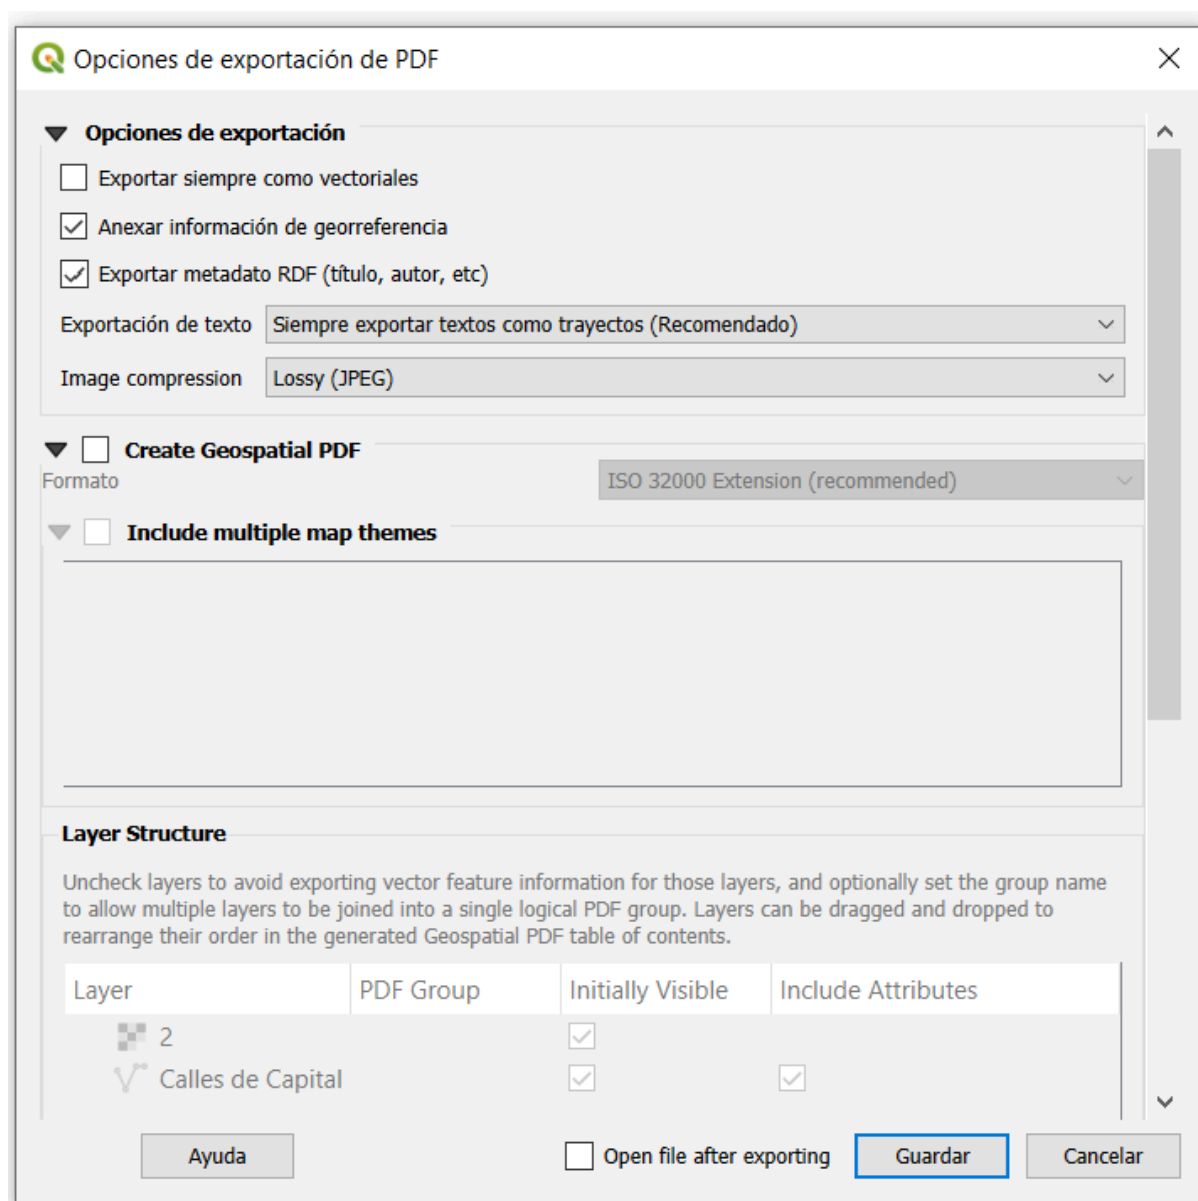 Opciones de exportación de PDF
Opciones de exportación
Exportar siempre como vectoriales
Anexar información de georreferencia
Exportar metadato RDF (título, autor, etc)
Exportación de texto Siempre exportar textos como trayectos (Recomendado)
Image compression Lossy (JPEG)
Create Geospatial PDF
Formato ISO 32000 Extension (recommended)
Include multiple map themes
Layer Structure
Uncheck layers to avoid exporting vector feature information for those layers, and optionally set the group name
to allow multiple layers to be joined into a single logical PDF group. Layers can be dragged and dropped to
rearrange their order in the generated Geospatial PDF table of contents.
Layer PDF Group Initially Visible Include Attributes
2
Calles de Capital
Ayuda Open file after exporting Guardar Cancelar